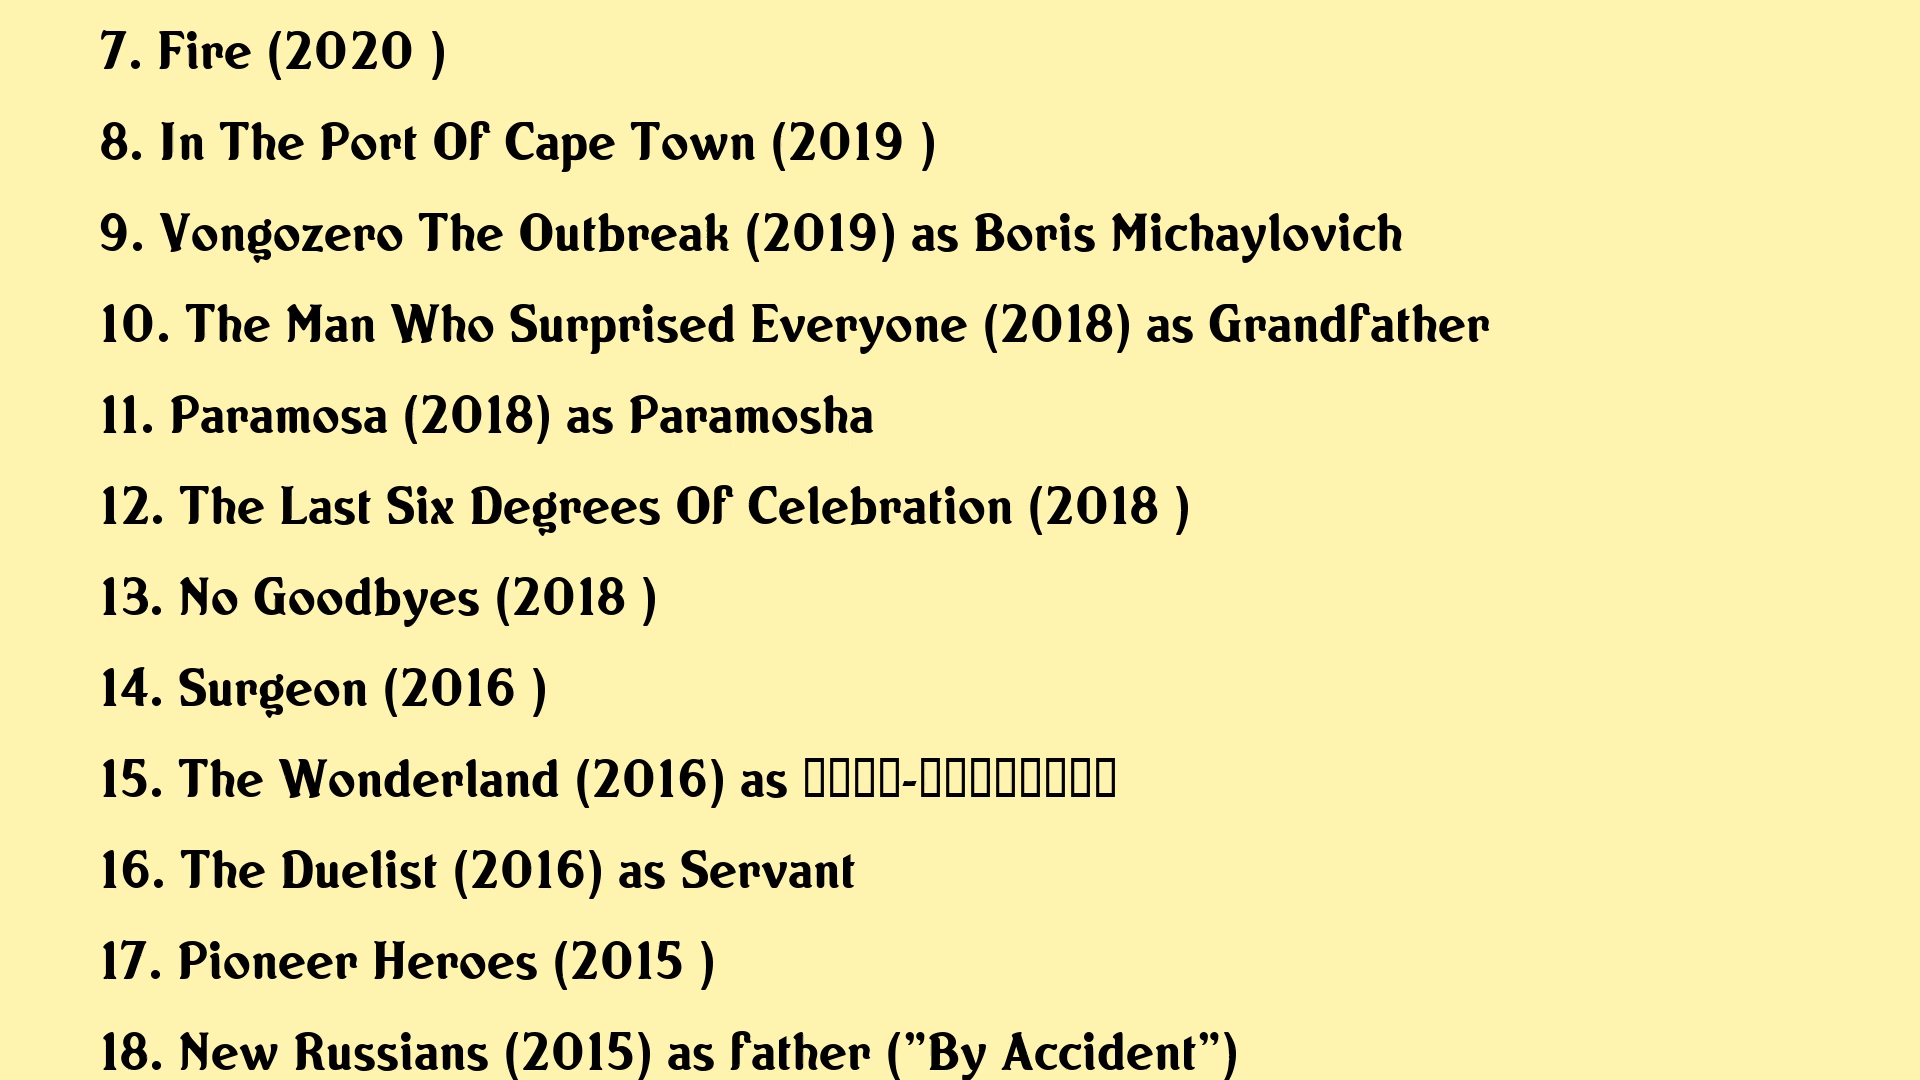 7. Fire (2020 )
8. In The Port Of Cape Town (2019 )
9. Vongozero The Outbreak (2019) as Boris Michaylovich
10. The Man Who Surprised Everyone (2018) as Grandfather
11. Paramosa (2018) as Paramosha
12. The Last Six Degrees Of Celebration (2018 )
13. No Goodbyes (2018 )
14. Surgeon (2016 )
15. The Wonderland (2016) as
16. The Duelist (2016) as Servant
17. Pioneer Heroes (2015 )
18. New Russians (2015) as father ("By Accident")